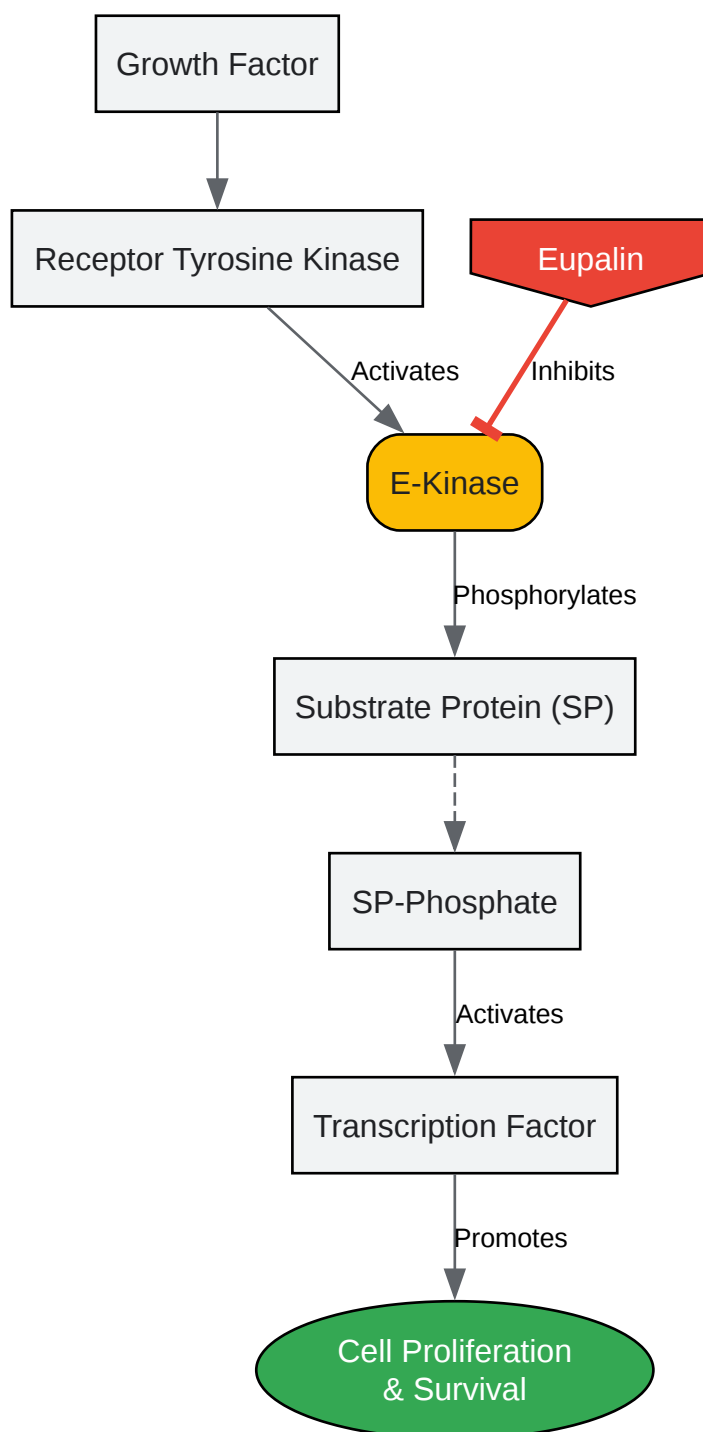 Growth Factor
Receptor Tyrosine Kinase
Eupalin
Activates
Inhibits
E-Kinase
Phosphorylates
Substrate Protein (SP)
SP-Phosphate
Activates
Transcription Factor
Promotes
Cell Proliferation
& Survival